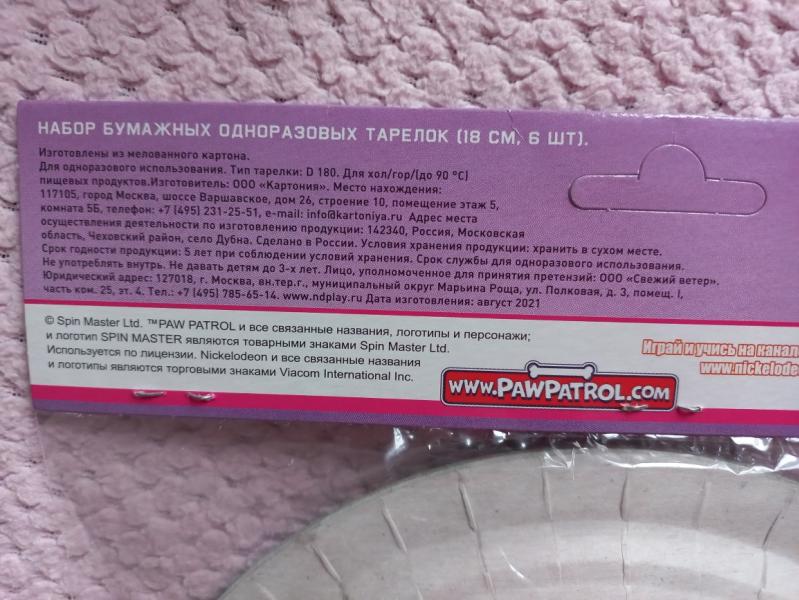 НАБОР БУМАЖНЫХ ОДНОРАЗОВЫХ ТАРЕЛОК (18 СМ, 6 ШТ).
Изготовлены из мелованного картона.
Для одноразового использования. Тип тарелки: D 180. Для хол/гор/(до 90 °C)
пищевых продуктов.Изготовитель: ООО «Картония». Место нахождения:
117105, город Москва, шоссе Варшавское, дом 26, строение 10, помещение этаж 5,
комната 5Б, телефон: +7 (495) 231-25-51, e-mail: info@kartoniya.ru Адрес места
осуществления деятельности по изготовлению продукции: 142340, Россия, Московская
область, Чеховский район, село Дубна. Сделано в России. Условия хранения продукции: хранить в сухом месте.
Срок годности продукции: 5 лет при соблюдении условий хранения. Срок службы для одноразового использования.
Не употреблять внутрь. Не давать детям до 3-х лет. Лицо, уполномоченное для принятия претензий: ООО «Свежий ветер».
Юридический адрес: 127018, г. Москва, вн.тер.г., муниципальный округ Марьина Роща, ул. Полковая, д. 3, помещ. I,
часть ком. 25, эт. 4. Тел.: +7 (495) 785-65-14. www.ndplay.ru Дата изготовления: август 2021
© Spin Master Ltd. ™PAW PATROL и все связанные названия, логотипы и персонажи;
и логотип SPIN MASTER являются товарными знаками Spin Master Ltd.
Используется по лицензии. Nickelodeon и все связанные названия
и логотипы являются торговыми знаками Viacom International Inc.
Играй и учись на канал
www.nickelode
WWW.PAWPATROL.COM